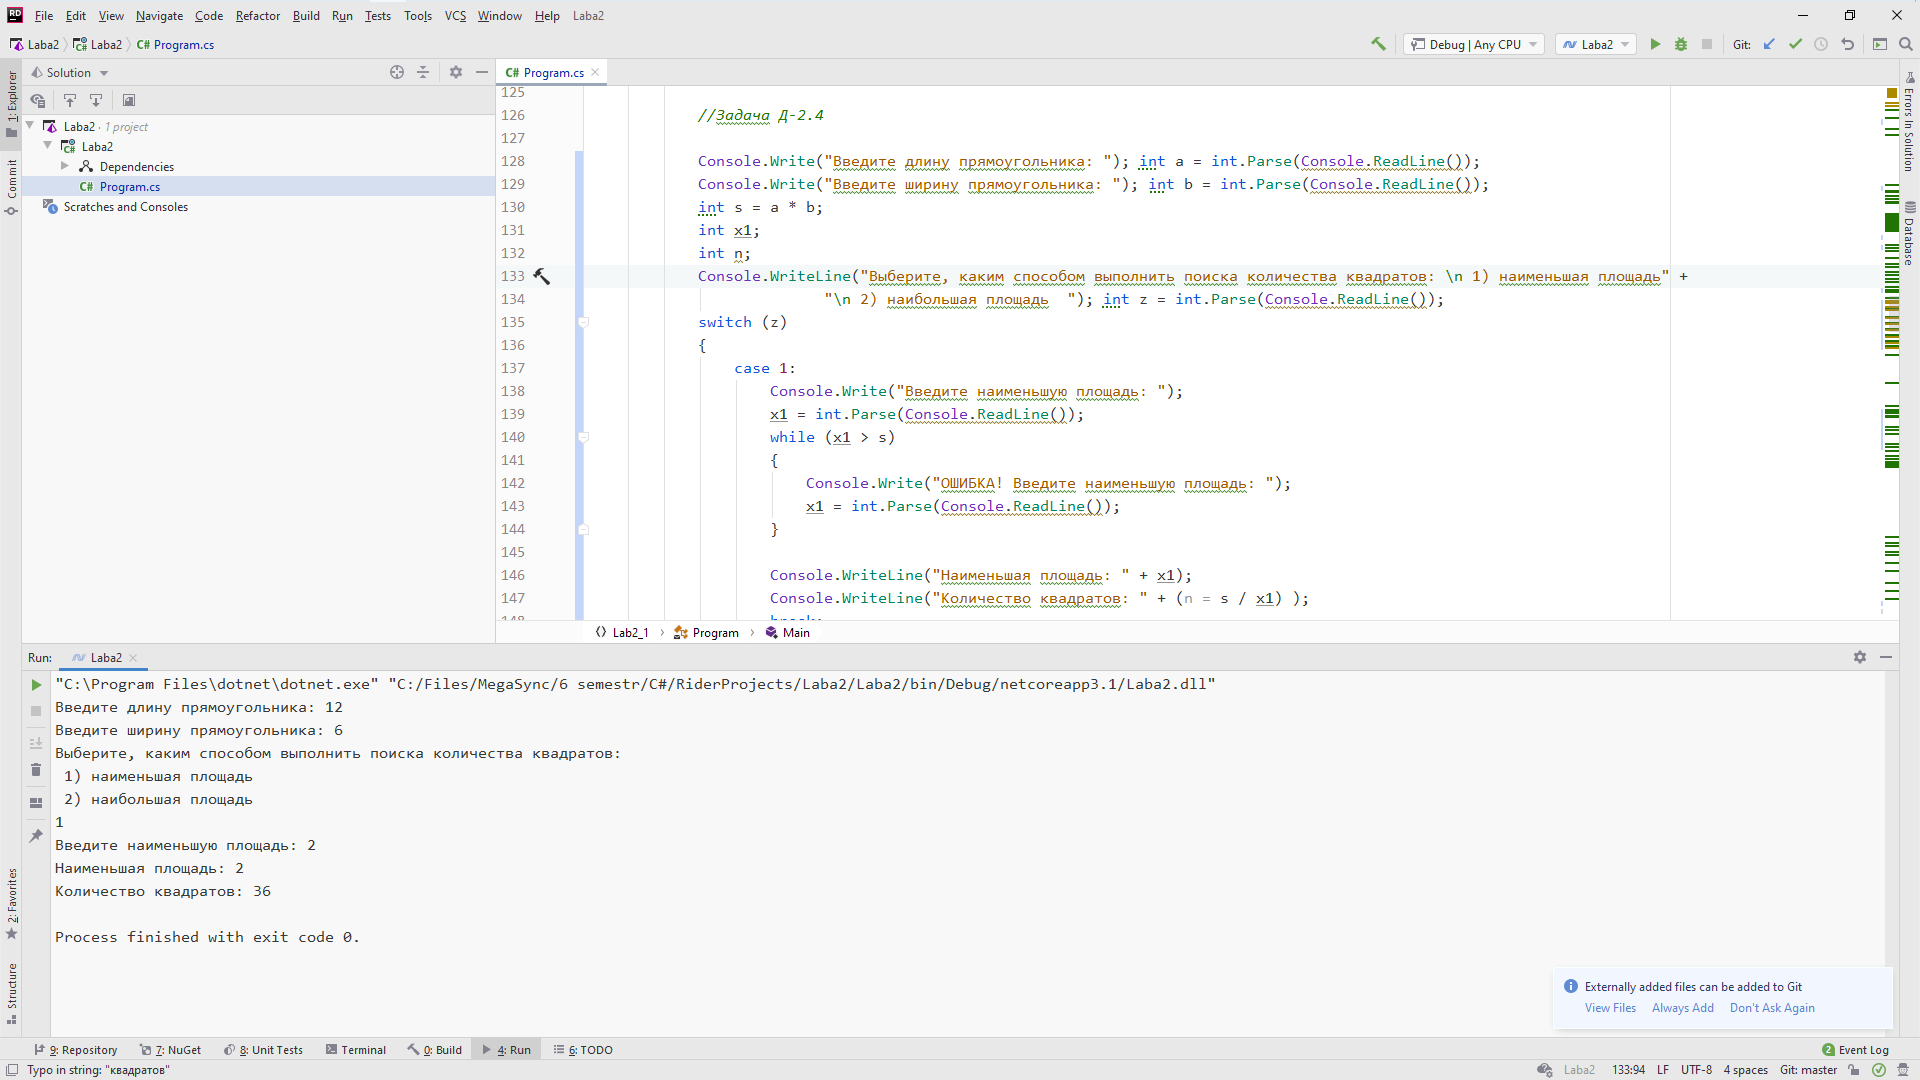 File Edit View Navigate Code Refactor Build Run Tests Tools VCS Window Help Laba2
Laba2 Laba2 C# Program.cs
Debug | Any CPU
Laba2
Git:
1: Explorer
Commit
2: Favorites
Structure
Solution
Laba2 · 1 project
Laba2
Dependencies
C# Program.cs
Scratches and Consoles
C# Program.cs
125
126 //Задача Д-2.4
127
128 Console.Write("Введите длину прямоугольника: "); int a = int.Parse(Console.ReadLine());
129 Console.Write("Введите ширину прямоугольника: "); int b = int.Parse(Console.ReadLine());
130 int s = a * b;
131 int x1;
132 int n;
133 Console.WriteLine("Выберите, каким способом выполнить поиска количества квадратов: \n 1) наименьшая площадь" +
134 "\n 2) наибольшая площадь  "); int z = int.Parse(Console.ReadLine());
135 switch (z)
136 {
137 case 1:
138 Console.Write("Введите наименьшую площадь: ");
139 x1 = int.Parse(Console.ReadLine());
140 while (x1 > s)
141 {
142 Console.Write("ОШИБКА! Введите наименьшую площадь: ");
143 x1 = int.Parse(Console.ReadLine());
144 }
145
146 Console.WriteLine("Наименьшая площадь: " + x1);
147 Console.WriteLine("Количество квадратов: " + (n = s / x1) );
Errors In Solution
Database
Lab2_1 Program Main
Run: Laba2
"C:\Program Files\dotnet\dotnet.exe" "C:/Files/MegaSync/6 semestr/C#/RiderProjects/Laba2/Laba2/bin/Debug/netcoreapp3.1/Laba2.dll"
Введите длину прямоугольника: 12
Введите ширину прямоугольника: 6
Выберите, каким способом выполнить поиска количества квадратов:
1) наименьшая площадь
2) наибольшая площадь
1
Введите наименьшую площадь: 2
Наименьшая площадь: 2
Количество квадратов: 36
Process finished with exit code 0.
Externally added files can be added to Git
View Files Always Add Don't Ask Again
9: Repository 7: NuGet 8: Unit Tests Terminal 0: Build 4: Run 6: TODO
2 Event Log
Typo in string: "квадратов"
Laba2 133:94 LF UTF-8 4 spaces Git: master